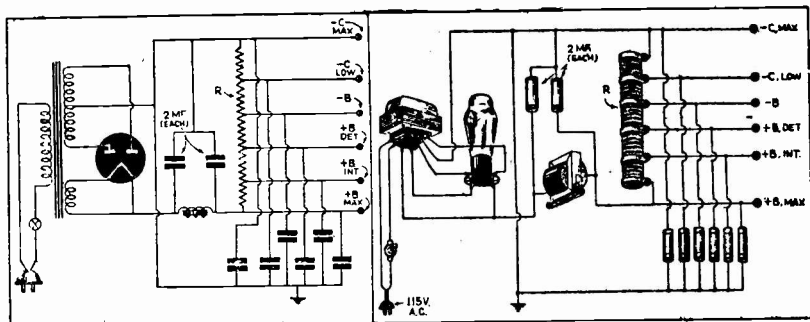 -C
MAX
-C
LOW
R
-B
2 MF
(EACH)
+B
DET
+B
INT
+B
MAX
-C, MAX
2 MF.
(EACH)
-C, LOW
R
-B
+B, DET
+B, INT.
+B, MAX
115V.
A.C.